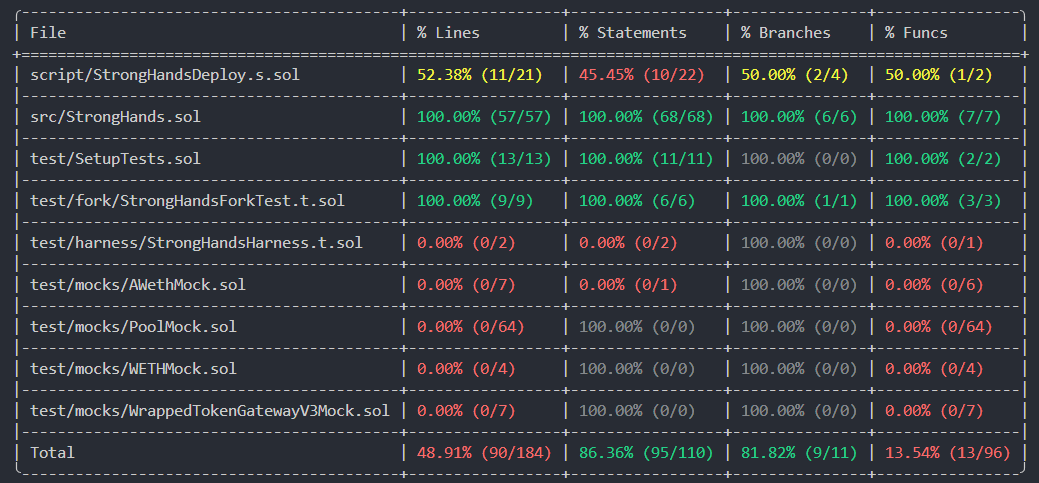 File | % Lines | % Statements | % Branches | % Funcs
script/StrongHandsDeploy.s.sol | 52.38% (11/21) | 45.45% (10/22) | 50.00% (2/4) | 50.00% (1/2)
src/StrongHands.sol | 100.00% (57/57) | 100.00% (68/68) | 100.00% (6/6) | 100.00% (7/7)
test/SetupTests.sol | 100.00% (13/13) | 100.00% (11/11) | 100.00% (0/0) | 100.00% (2/2)
test/fork/StrongHandsForkTest.t.sol | 100.00% (9/9) | 100.00% (6/6) | 100.00% (1/1) | 100.00% (3/3)
test/harness/StrongHandsHarness.t.sol | 0.00% (0/2) | 0.00% (0/2) | 100.00% (0/0) | 0.00% (0/1)
test/mocks/AWethMock.sol | 0.00% (0/7) | 0.00% (0/1) | 100.00% (0/0) | 0.00% (0/6)
test/mocks/PoolMock.sol | 0.00% (0/64) | 100.00% (0/0) | 100.00% (0/0) | 0.00% (0/64)
test/mocks/WETHMock.sol | 0.00% (0/4) | 100.00% (0/0) | 100.00% (0/0) | 0.00% (0/4)
test/mocks/WrappedTokenGatewayV3Mock.sol | 0.00% (0/7) | 100.00% (0/0) | 100.00% (0/0) | 0.00% (0/7)
Total | 48.91% (90/184) | 86.36% (95/110) | 81.82% (9/11) | 13.54% (13/96)